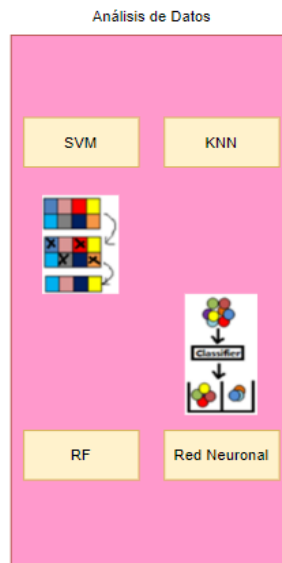 Análisis de Datos
SVM
KNN
Classifier
RF
Red Neuronal